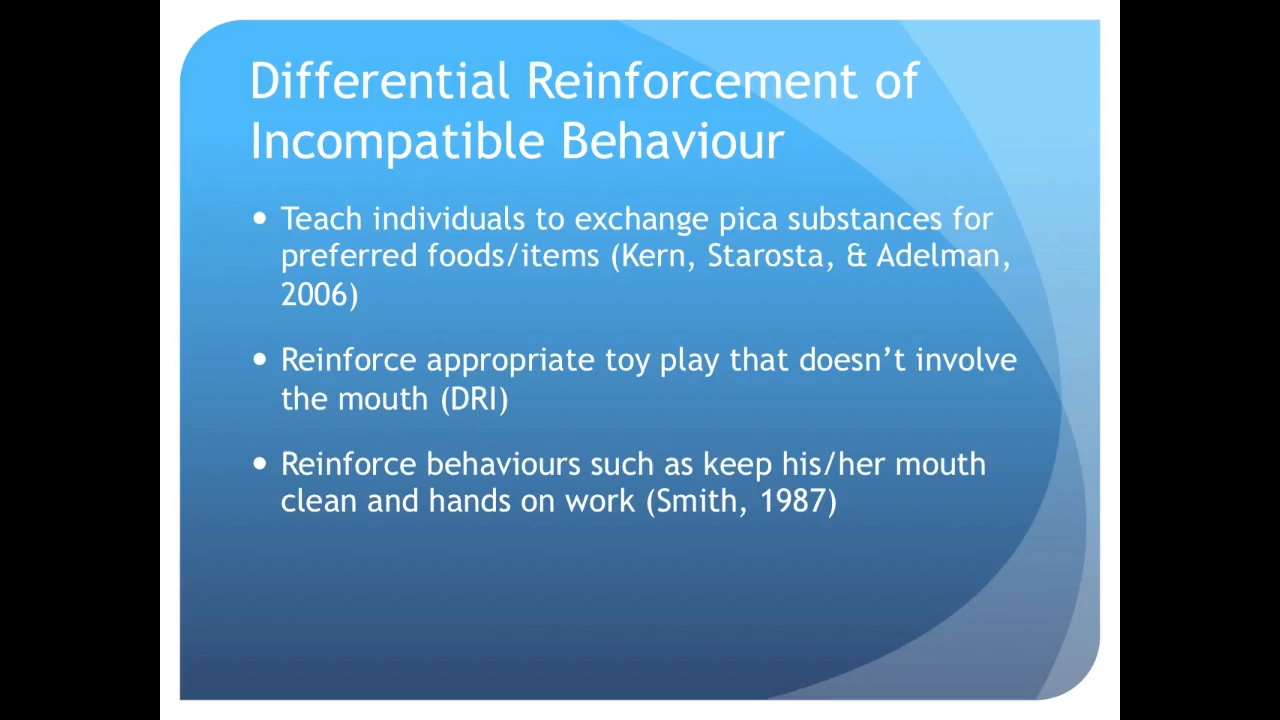 Differential Reinforcement of
Incompatible Behaviour
• Teach individuals to exchange pica substances for
preferred foods/items (Kern, Starosta, & Adelman,
2006)
• Reinforce appropriate toy play that doesn’t involve
the mouth (DRI)
• Reinforce behaviours such as keep his/her mouth
clean and hands on work (Smith, 1987)